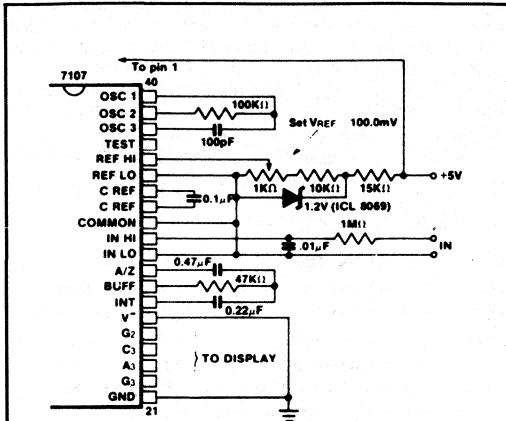 To pin 1
7107
40
OSC 1
OSC 2
100KΩ
OSC 3
100pF
Set VREF 100.0mV
TEST
REF HI
REF LO
1KΩ
10KΩ
15KΩ
+5V
C REF
0.1μF
1.2V (ICL 8069)
C REF
COMMON
1MΩ
IN HI
.01μF
IN
IN LO
0.47μF
A/Z
BUFF
47KΩ
INT
0.22μF
V-
G2
C3
TO DISPLAY
A3
G3
GND
21